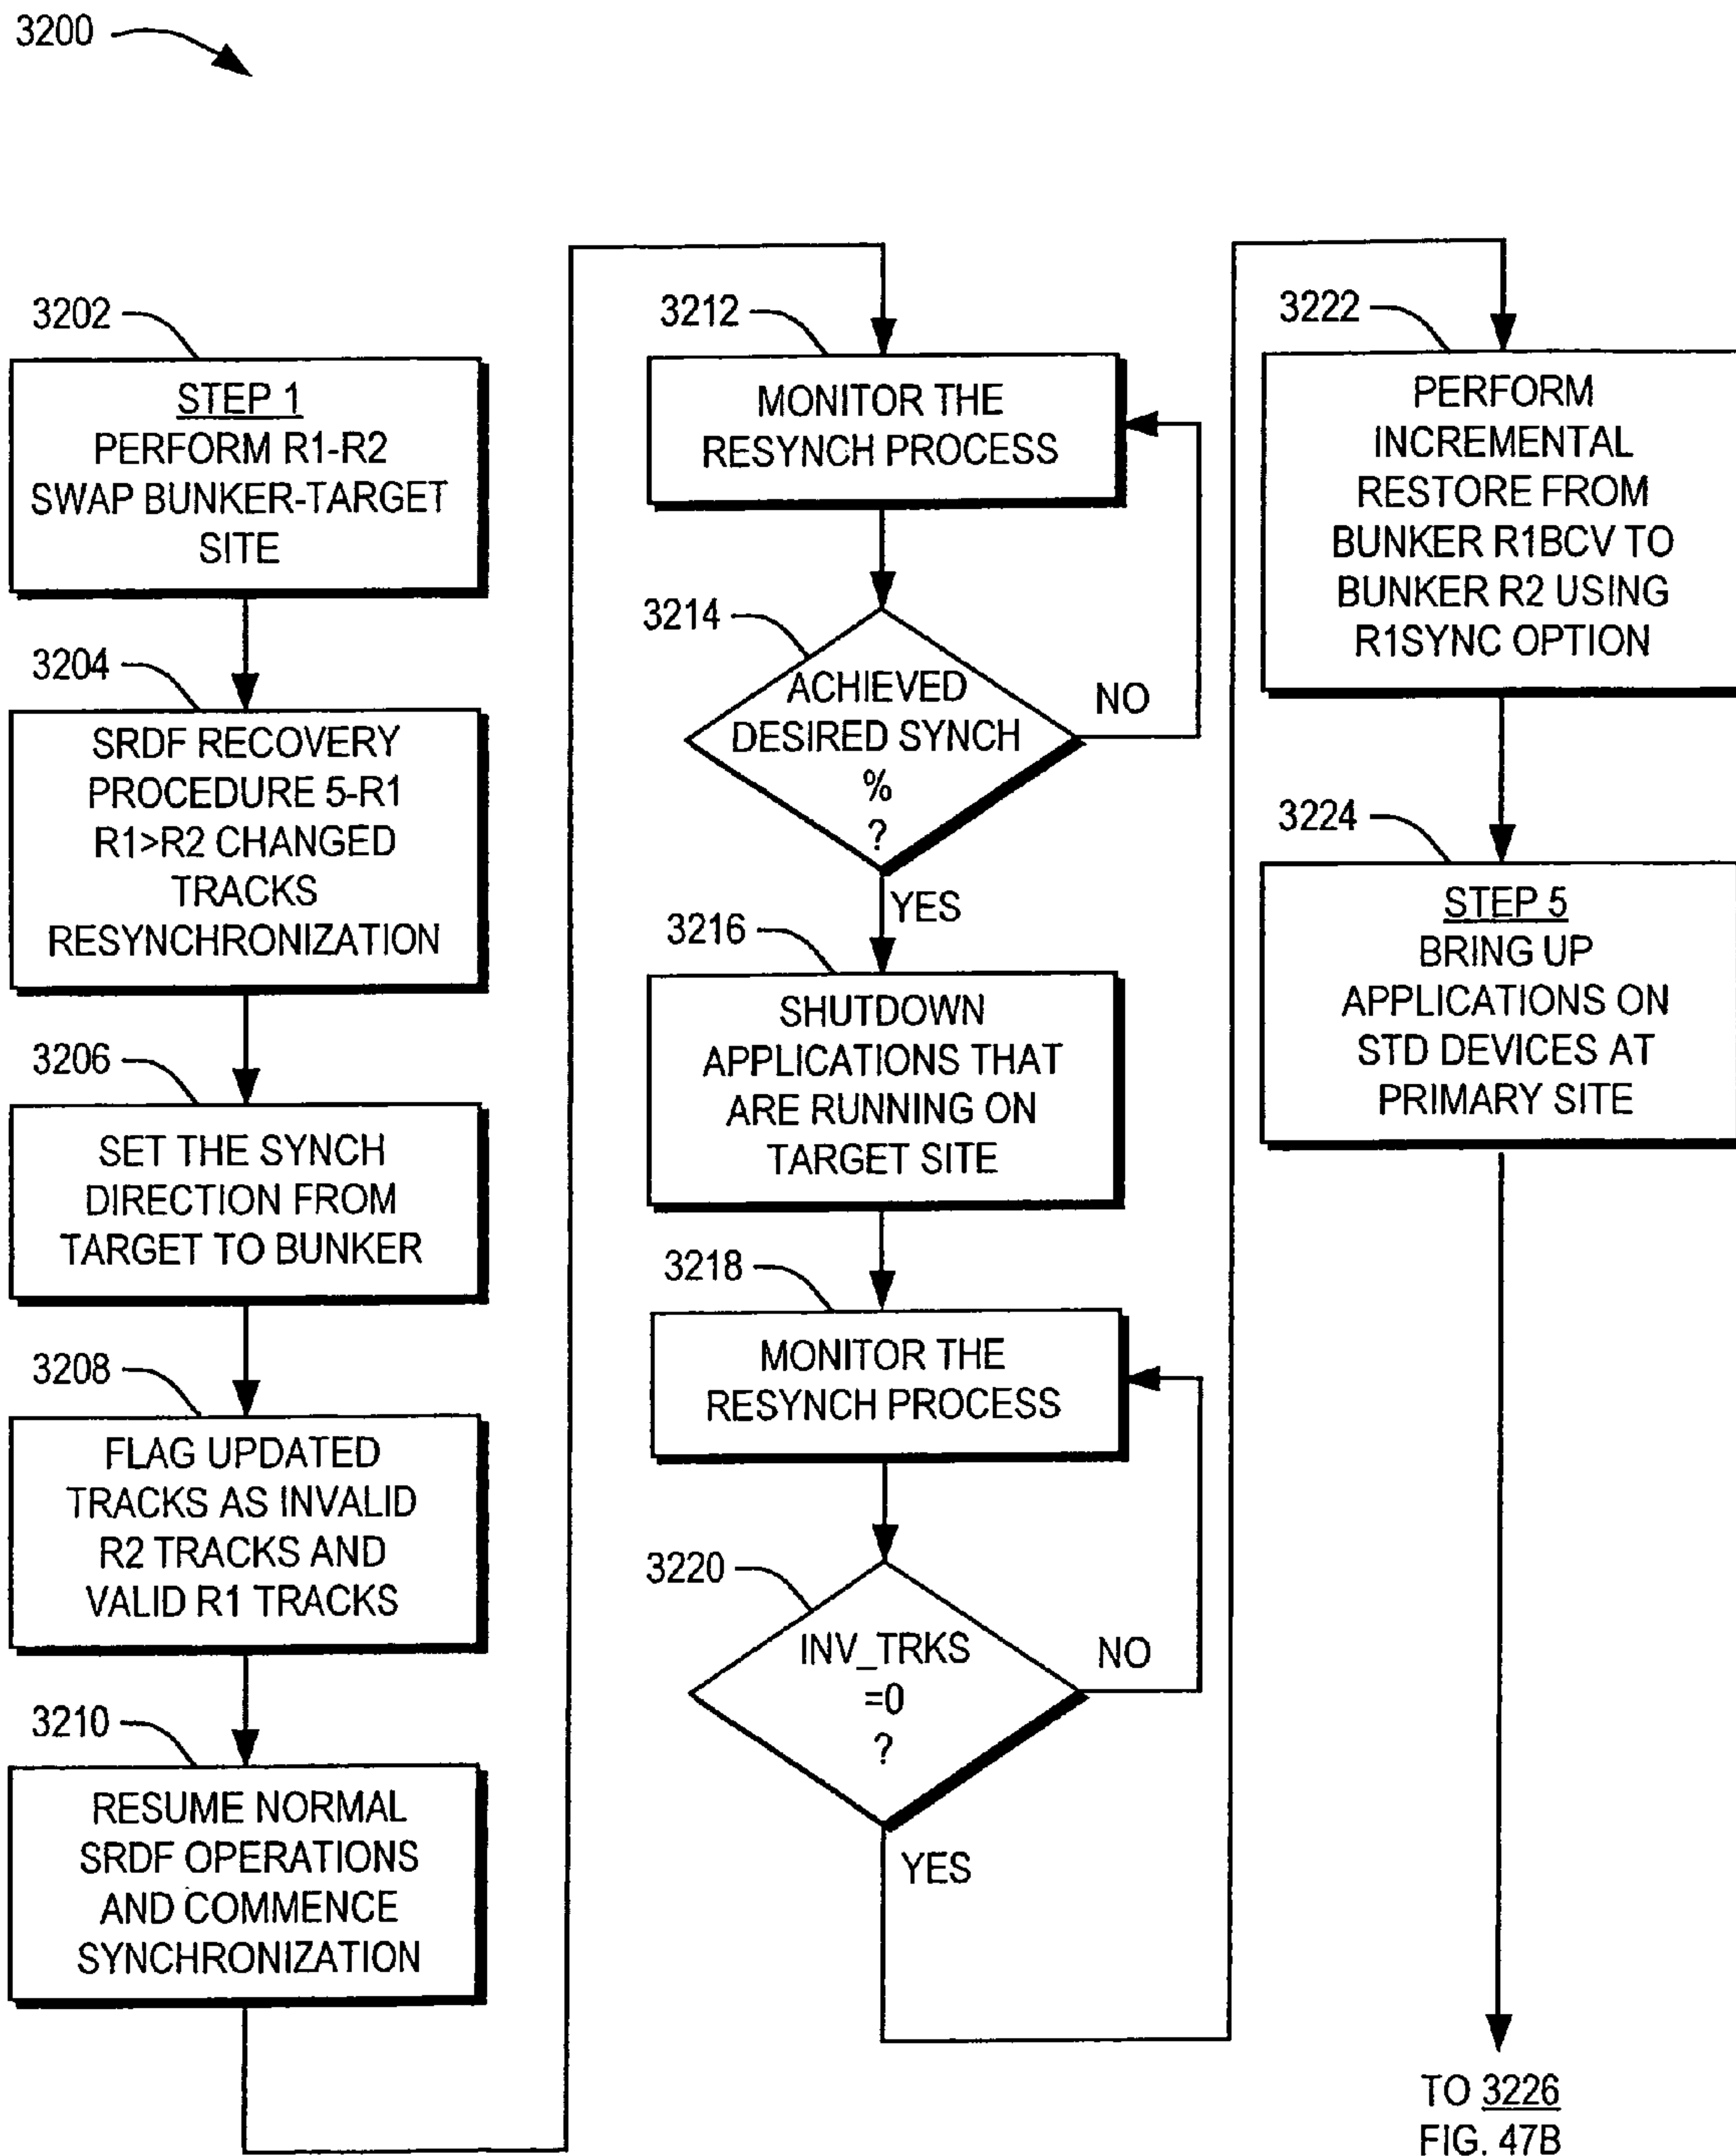 3200
3202
STEP 1
PERFORM R1-R2
SWAP BUNKER-TARGET
SITE
3204
SRDF RECOVERY
PROCEDURE 5-R1
R1>R2 CHANGED
TRACKS
RESYNCHRONIZATION
3206
SET THE SYNCH
DIRECTION FROM
TARGET TO BUNKER
3208
FLAG UPDATED
TRACKS AS INVALID
R2 TRACKS AND
VALID R1 TRACKS
3210
RESUME NORMAL
SRDF OPERATIONS
AND COMMENCE
SYNCHRONIZATION
3212
MONITOR THE
RESYNCH PROCESS
3214
ACHIEVED
DESIRED SYNCH
%
?
NO
YES
3216
SHUTDOWN
APPLICATIONS THAT
ARE RUNNING ON
TARGET SITE
3218
MONITOR THE
RESYNCH PROCESS
3220
INV_TRKS
=0
?
NO
YES
3222
PERFORM
INCREMENTAL
RESTORE FROM
BUNKER R1BCV TO
BUNKER R2 USING
R1SYNC OPTION
3224
STEP 5
BRING UP
APPLICATIONS ON
STD DEVICES AT
PRIMARY SITE
TO 3226
FIG. 47B